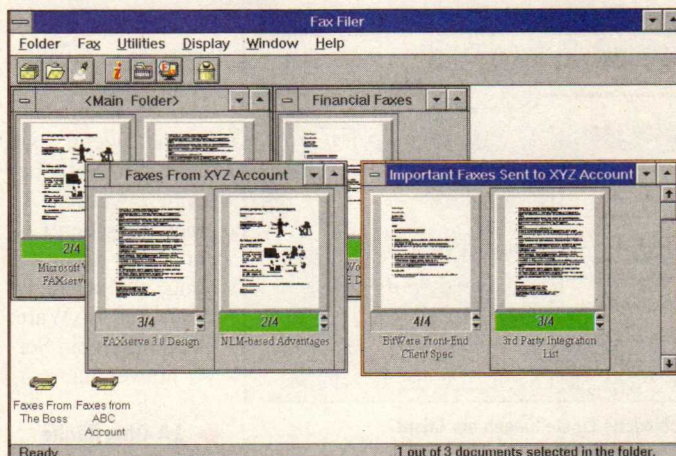 Fax Filer
Folder Fax Utilities Display Window Help
<Main Folder>
Financial Faxes
Faxes From XYZ Account
Important Faxes Sent to XYZ Account
2/4
Microsoft
FAXserv
3/4
FAXserve 3.0 Design
2/4
NLM-based Advantages
4/4
BitWare Front-End
Client Spec
3/4
3rd Party Integration
List
Faxes From
The Boss
Faxes from
ABC
Account
Ready
1 out of 3 documents selected in the folder.